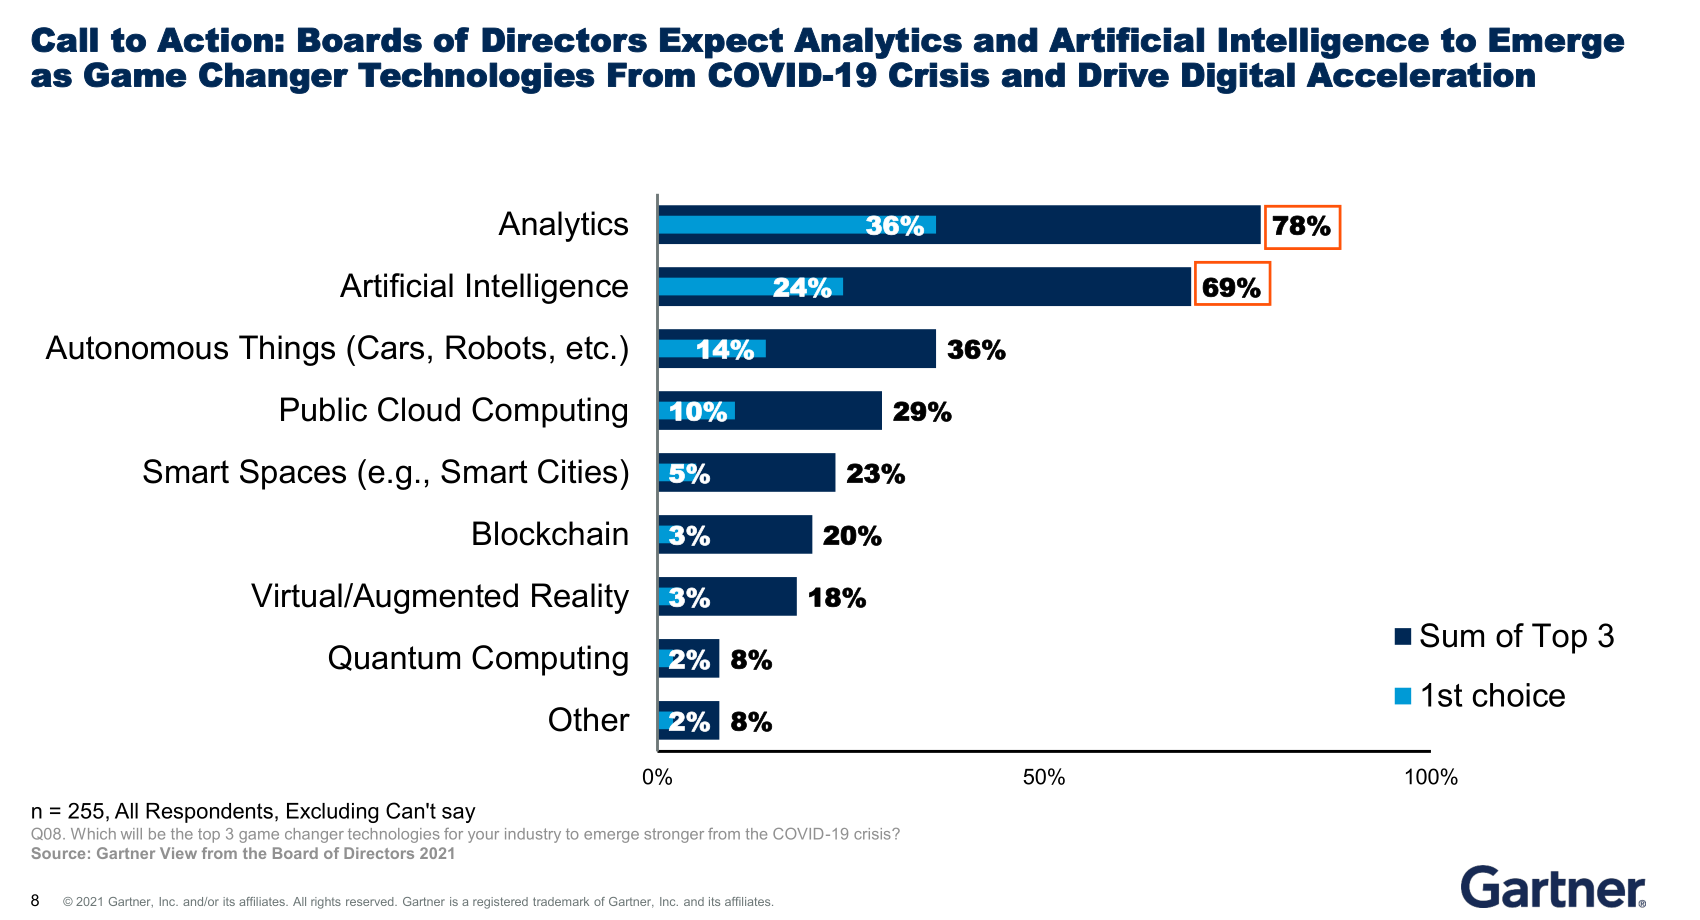 Call to Action: Boards of Directors Expect Analytics and Artificial Intelligence to Emerge
as Game Changer Technologies From COVID-19 Crisis and Drive Digital Acceleration
Analytics 36% 78%
Artificial Intelligence 24% 69%
Autonomous Things (Cars, Robots, etc.) 14% 36%
Public Cloud Computing 10% 29%
Smart Spaces (e.g., Smart Cities) 5% 23%
Blockchain 3% 20%
Virtual/Augmented Reality 3% 18%
Quantum Computing 2% 8%
Other 2% 8%
Sum of Top 3
1st choice
0% 50% 100%
n = 255, All Respondents, Excluding Can't say
Q08. Which will be the top 3 game changer technologies for your industry to emerge stronger from the COVID-19 crisis?
Source: Gartner View from the Board of Directors 2021
8 © 2021 Gartner, Inc. and/or its affiliates. All rights reserved. Gartner is a registered trademark of Gartner, Inc. and its affiliates.
Gartner®